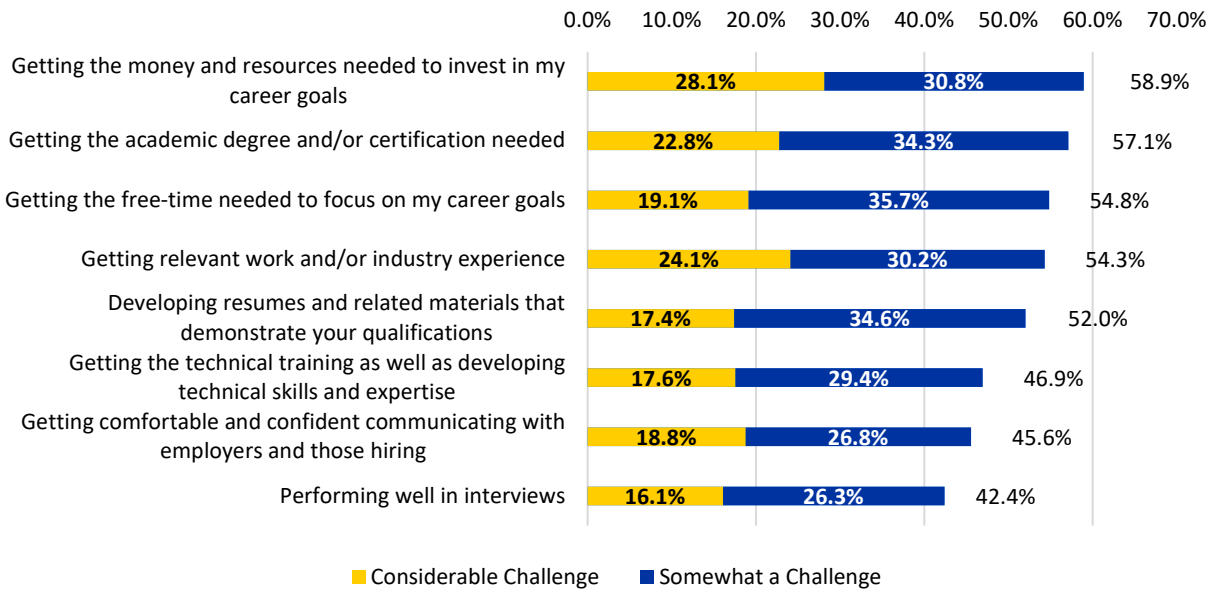 0.0% 10.0% 20.0% 30.0% 40.0% 50.0% 60.0% 70.0%
Getting the money and resources needed to invest in my
career goals
28.1% 30.8% 58.9%
Getting the academic degree and/or certification needed
22.8% 34.3% 57.1%
Getting the free-time needed to focus on my career goals
19.1% 35.7% 54.8%
Getting relevant work and/or industry experience
24.1% 30.2% 54.3%
Developing resumes and related materials that
demonstrate your qualifications
17.4% 34.6% 52.0%
Getting the technical training as well as developing
technical skills and expertise
17.6% 29.4% 46.9%
Getting comfortable and confident communicating with
employers and those hiring
18.8% 26.8% 45.6%
Performing well in interviews
16.1% 26.3% 42.4%
Considerable Challenge Somewhat a Challenge